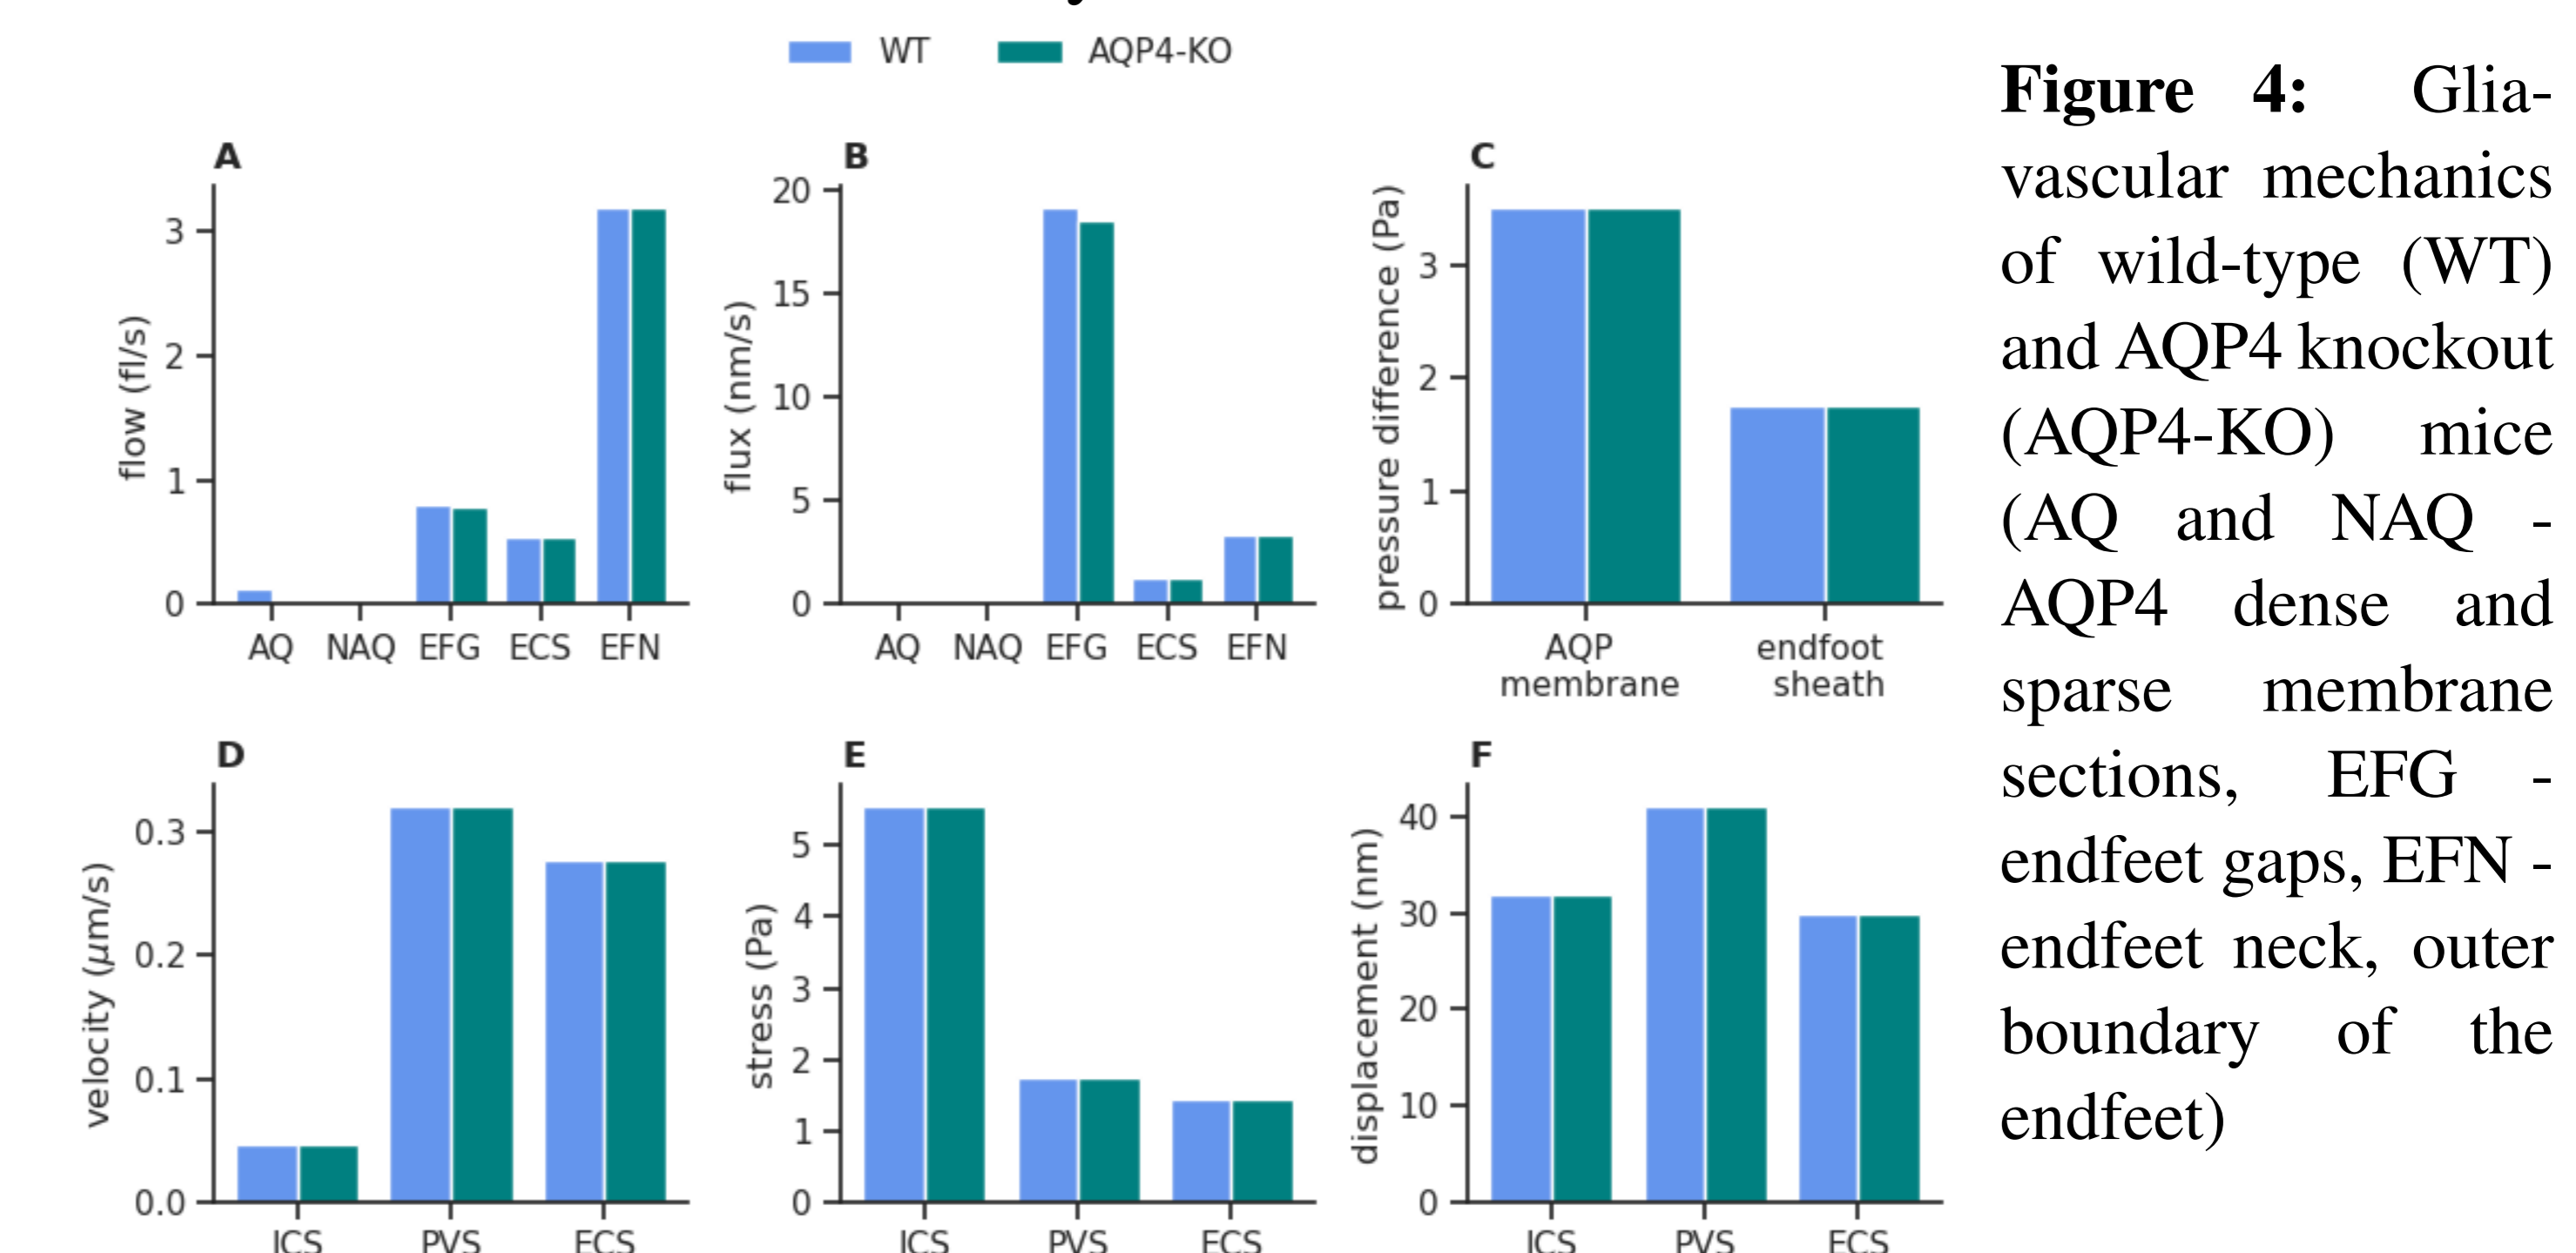 WT AQP4-KO
A
flow (fl/s)
3
2
1
0
AQ NAQ EFG ECS EFN
B
flux (nm/s)
20
15
10
5
0
AQ NAQ EFG ECS EFN
C
pressure difference (Pa)
3
2
1
0
AQP
membrane
endfoot
sheath
D
velocity (μm/s)
0.3
0.2
0.1
0.0
ICS PVS ECS
E
stress (Pa)
5
4
3
2
1
0
ICS PVS ECS
F
displacement (nm)
40
30
20
10
0
ICS PVS ECS
Figure 4: Glia-
vascular mechanics
of wild-type (WT)
and AQP4 knockout
(AQP4-KO) mice
(AQ and NAQ -
AQP4 dense and
sparse membrane
sections, EFG -
endfeet gaps, EFN -
endfeet neck, outer
boundary of the
endfeet)